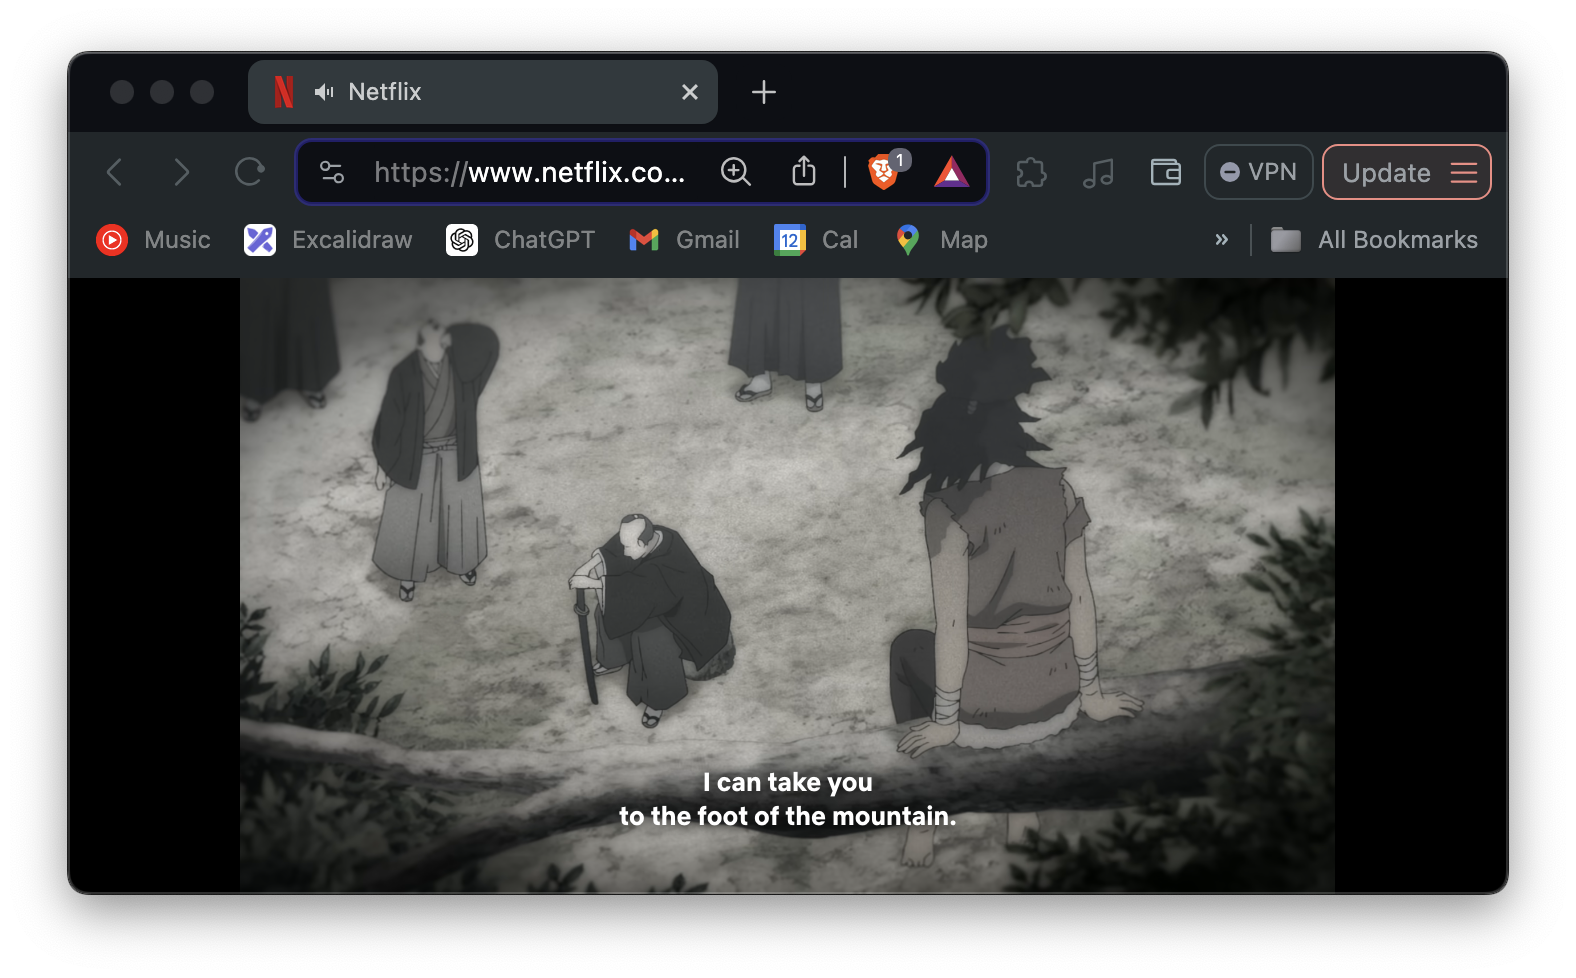 Netflix
https://www.netflix.co...
1
VPN
Update
Music
Excalidraw
ChatGPT
Gmail
12
Cal
Map
»
All Bookmarks
I can take you
to the foot of the mountain.